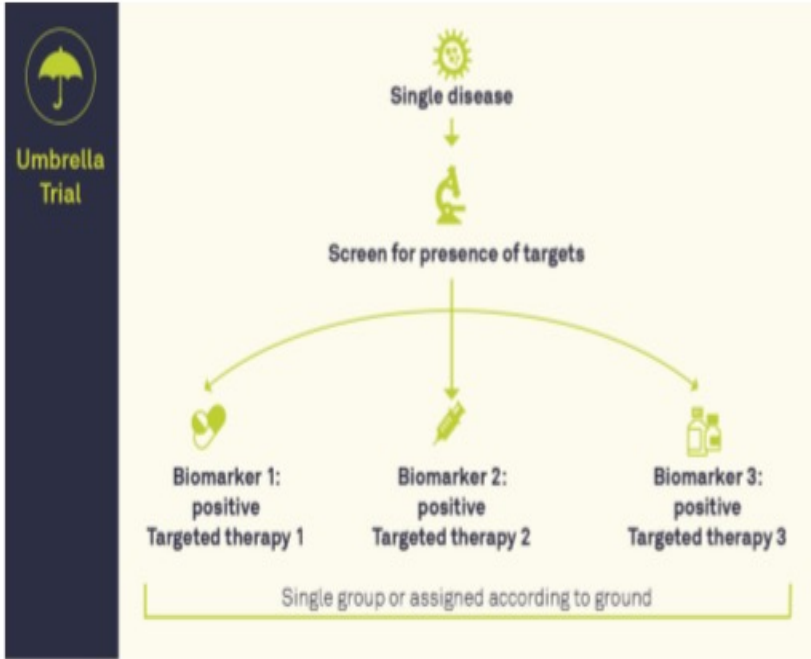 Umbrella
Trial
Single disease
Screen for presence of targets
Biomarker 1:
positive
Targeted therapy 1
Biomarker 2:
positive
Targeted therapy 2
Biomarker 3:
positive
Targeted therapy 3
Single group or assigned according to ground